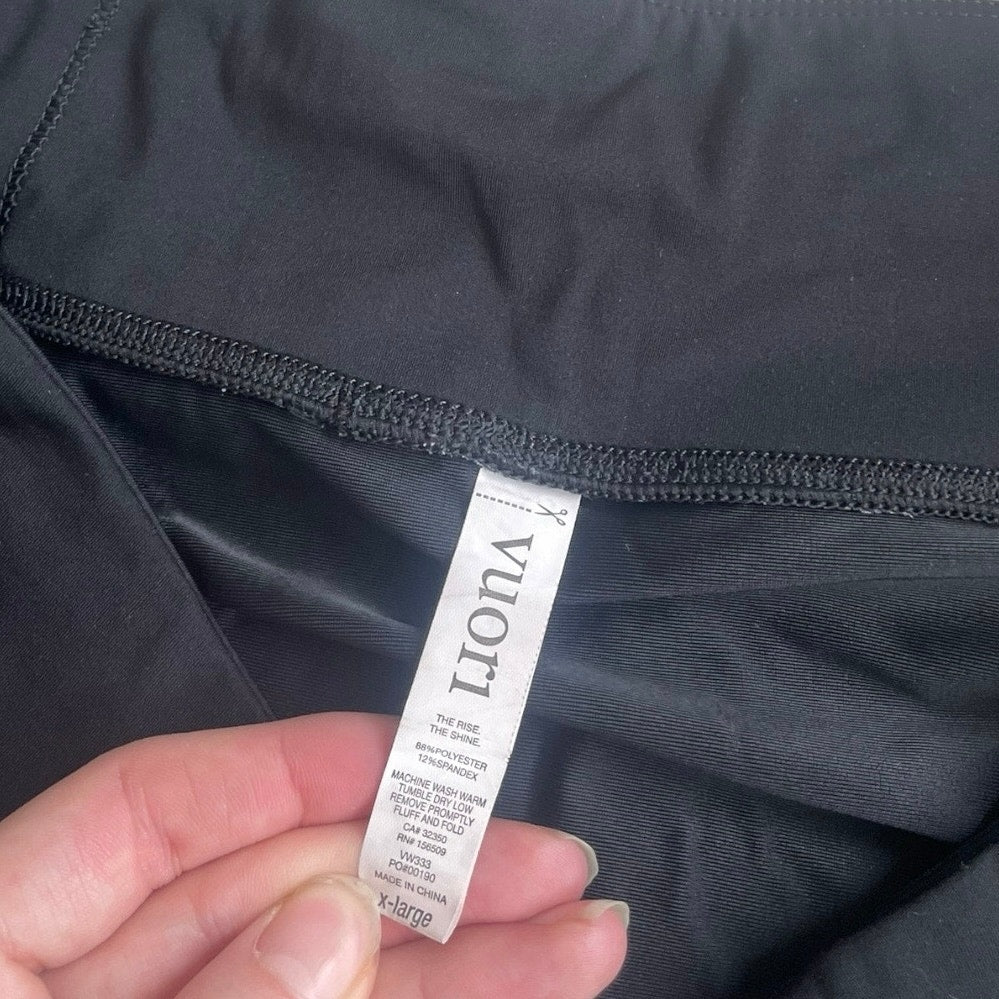 vuori
THE RISE.
THE SHINE.
88%POLYESTER
12%SPANDEX
MACHINE WASH WARM
TUMBLE DRY LOW
REMOVE PROMPTLY
FLUFF AND FOLD
CA# 32350
RN# 156509
VW333
PO#00190
MADE IN CHINA
x-large